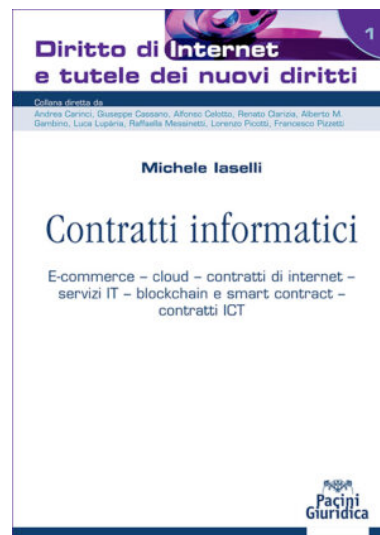 1
Diritto di Internet
e tutele dei nuovi diritti
Collana diretta da
Andrea Carinci, Giuseppe Cassano, Alfonso Celotto, Renato Clarizia, Alberto M.
Gambino, Luca Lupária, Raffaella Messinetti, Lorenzo Picotti, Francesco Pizzetti
Michele Iaselli
Contratti informatici
E-commerce – cloud – contratti di internet –
servizi IT – blockchain e smart contract –
contratti ICT
Pacini
Giuridica